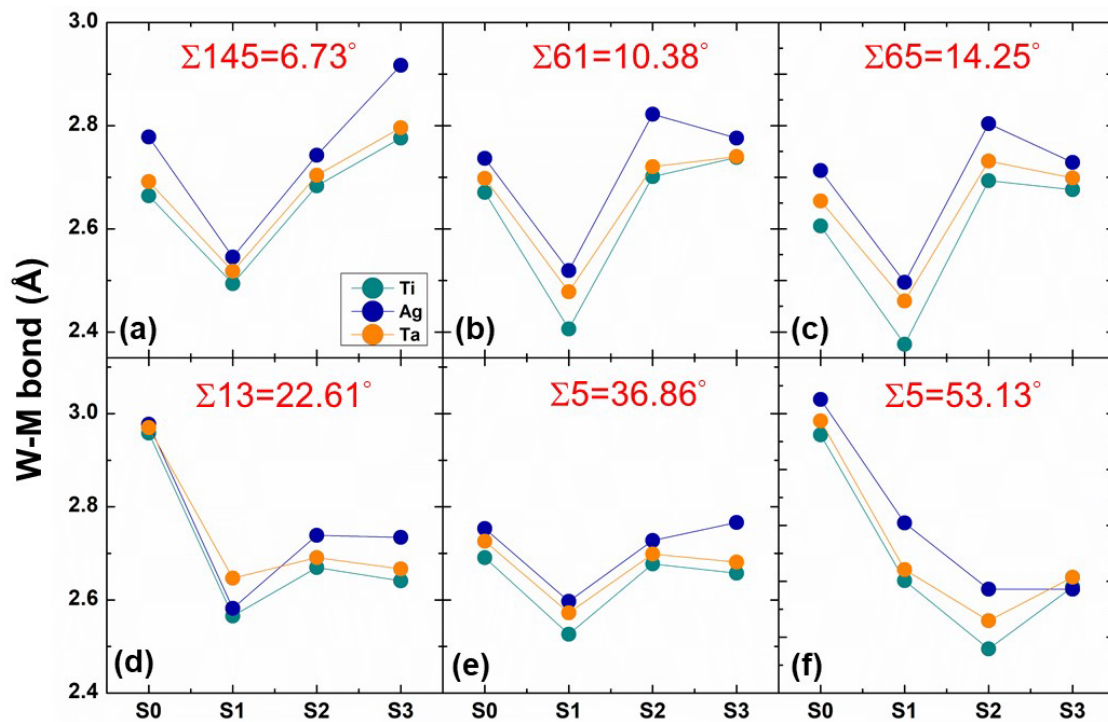 W-M bond (Å)
3.0
2.8
2.6
2.4
Σ145=6.73°
Σ61=10.38°
Σ65=14.25°
Ti
Ag
Ta
(a)
(b)
(c)
3.0
2.8
2.6
2.4
Σ13=22.61°
Σ5=36.86°
Σ5=53.13°
(d)
(e)
(f)
S0 S1 S2 S3 S0 S1 S2 S3 S0 S1 S2 S3